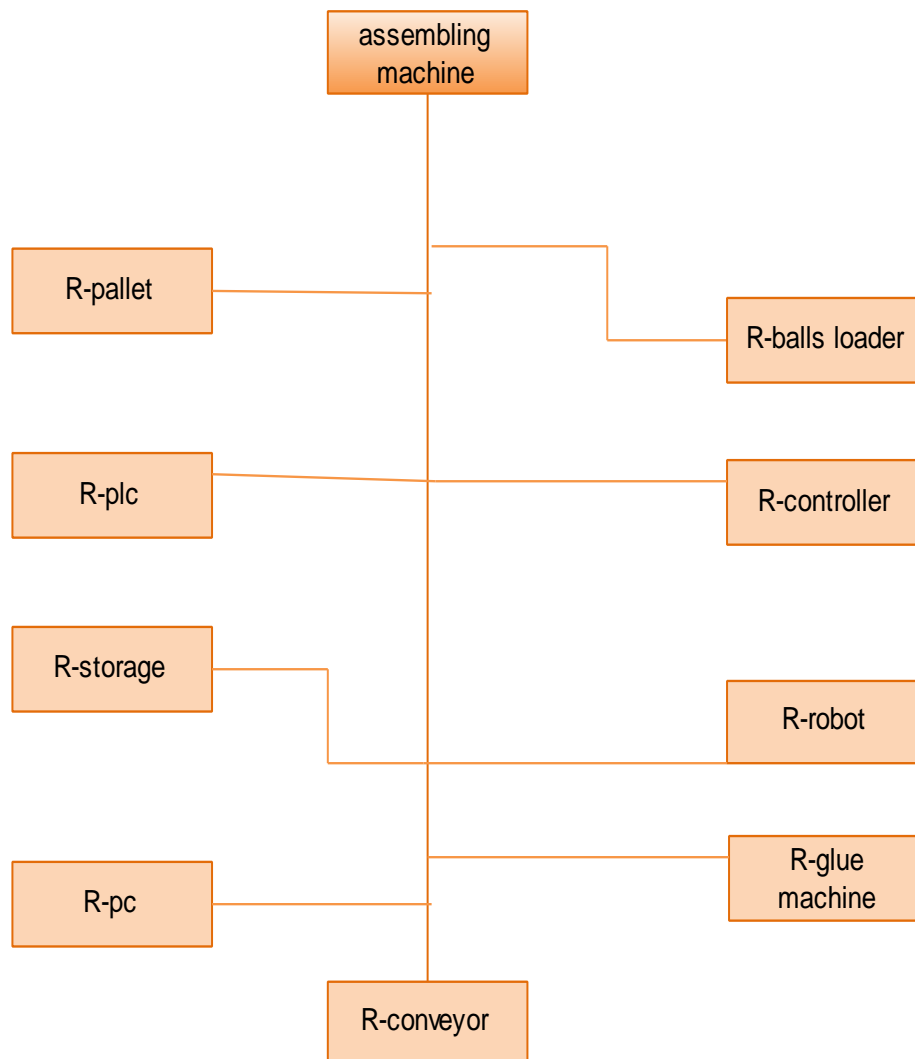 assembling
machine
R-pallet
R-balls loader
R-plc
R-controller
R-storage
R-robot
R-pc
R-glue
machine
R-conveyor